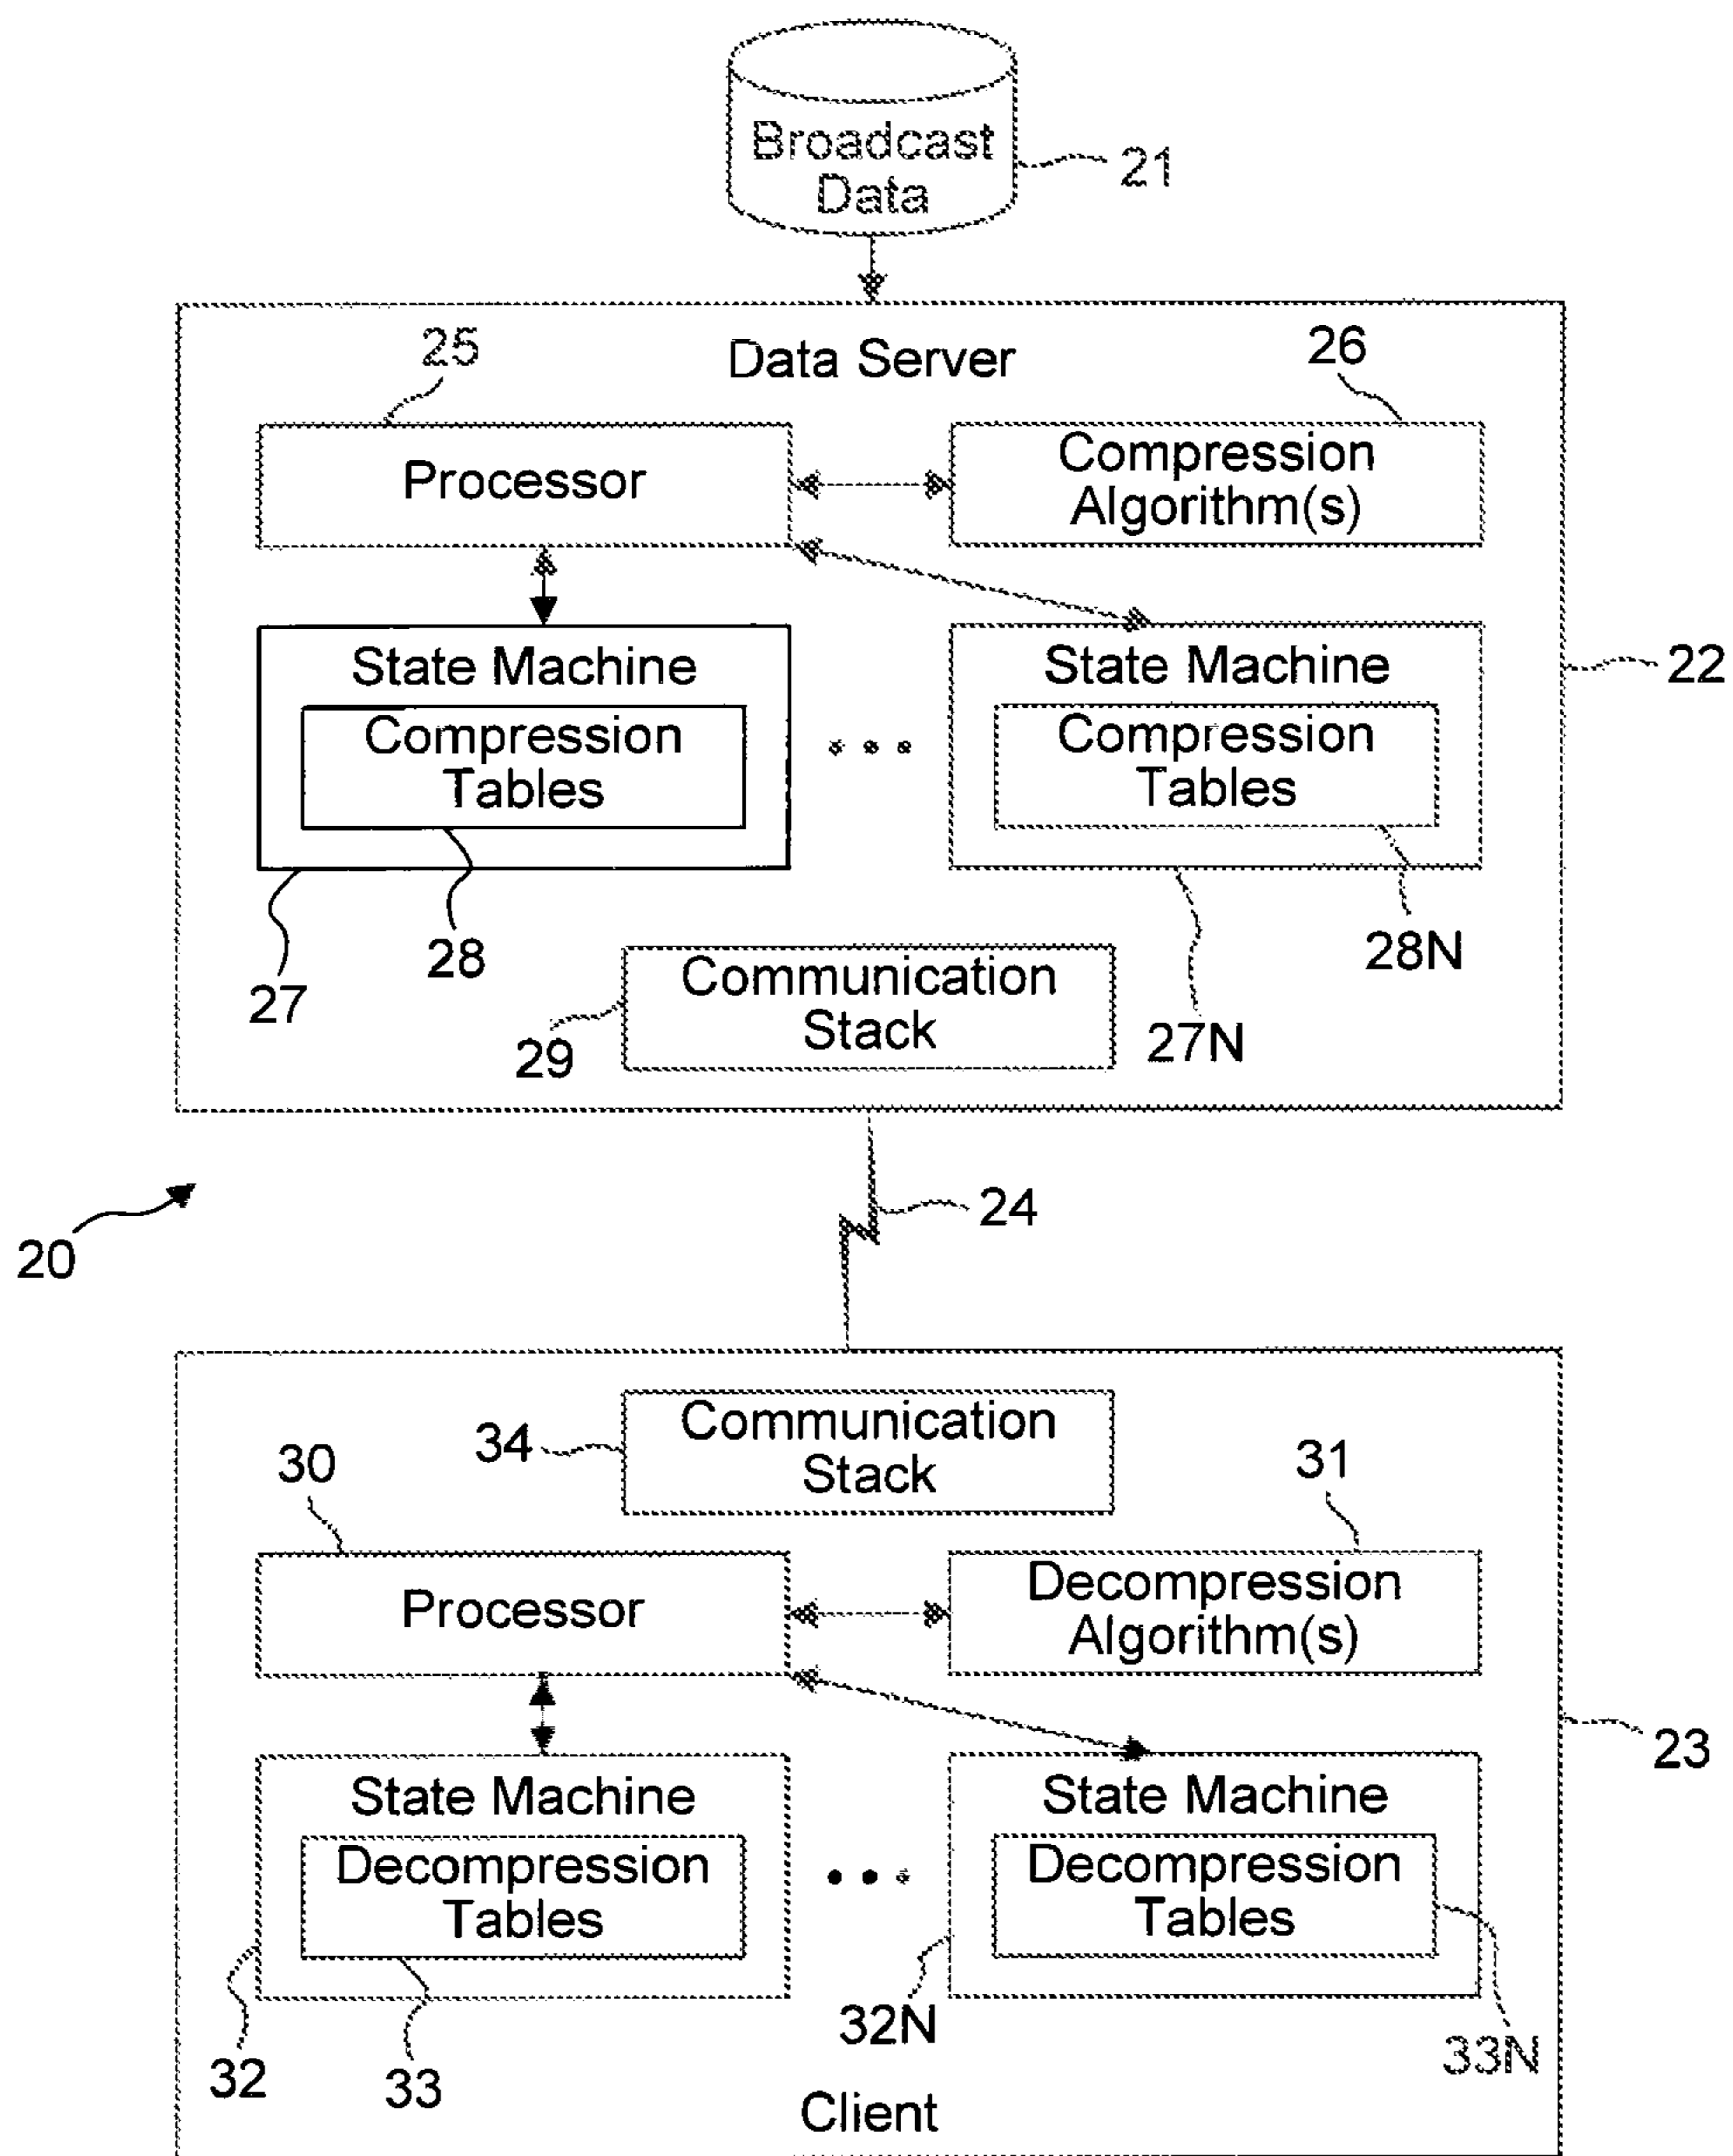 Broadcast
Data
21
25
Data Server
26
Processor
Compression
Algorithm(s)
State Machine
Compression
Tables
State Machine
Compression
Tables
22
28
28N
27
27N
Communication
Stack
29
24
20
Communication
Stack
34
30
31
Processor
Decompression
Algorithm(s)
State Machine
Decompression
Tables
State Machine
Decompression
Tables
23
32
33
32N
33N
Client